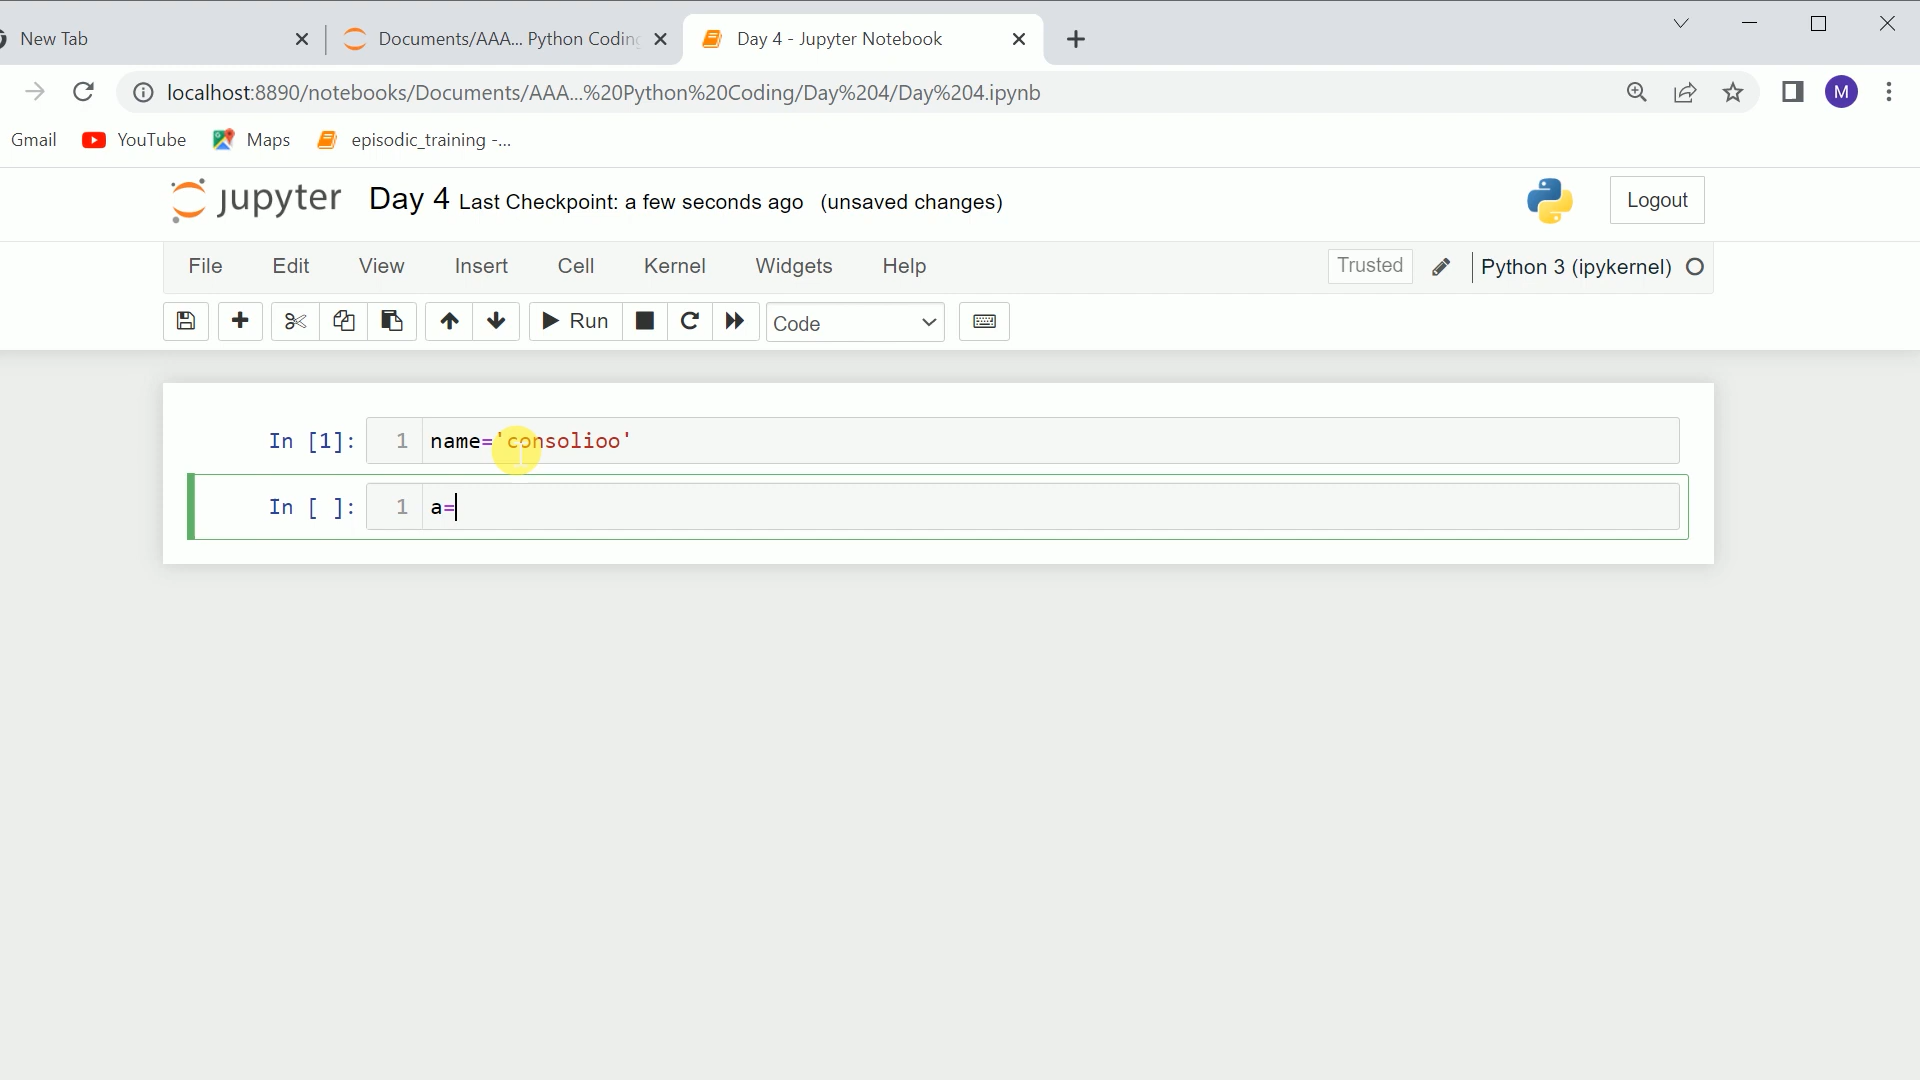 New Tab
Documents/AAA... Python Coding
Day 4 - Jupyter Notebook
localhost:8890/notebooks/Documents/AAA...%20Python%20Coding/Day%204/Day%204.ipynb
M
Gmail
YouTube
Maps
episodic_training -...
jupyter Day 4 Last Checkpoint: a few seconds ago (unsaved changes)
Logout
File Edit View Insert Cell Kernel Widgets Help
Trusted
Python 3 (ipykernel)
Run
Code
In [1]: 1 name='consolioo'
In [ ]: 1 a=